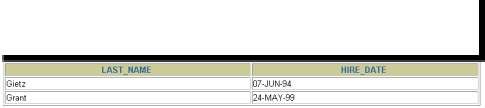 LAST_NAME HIRE_DATE
Gietz 07-JUN-94
Grant 24-MAY-99